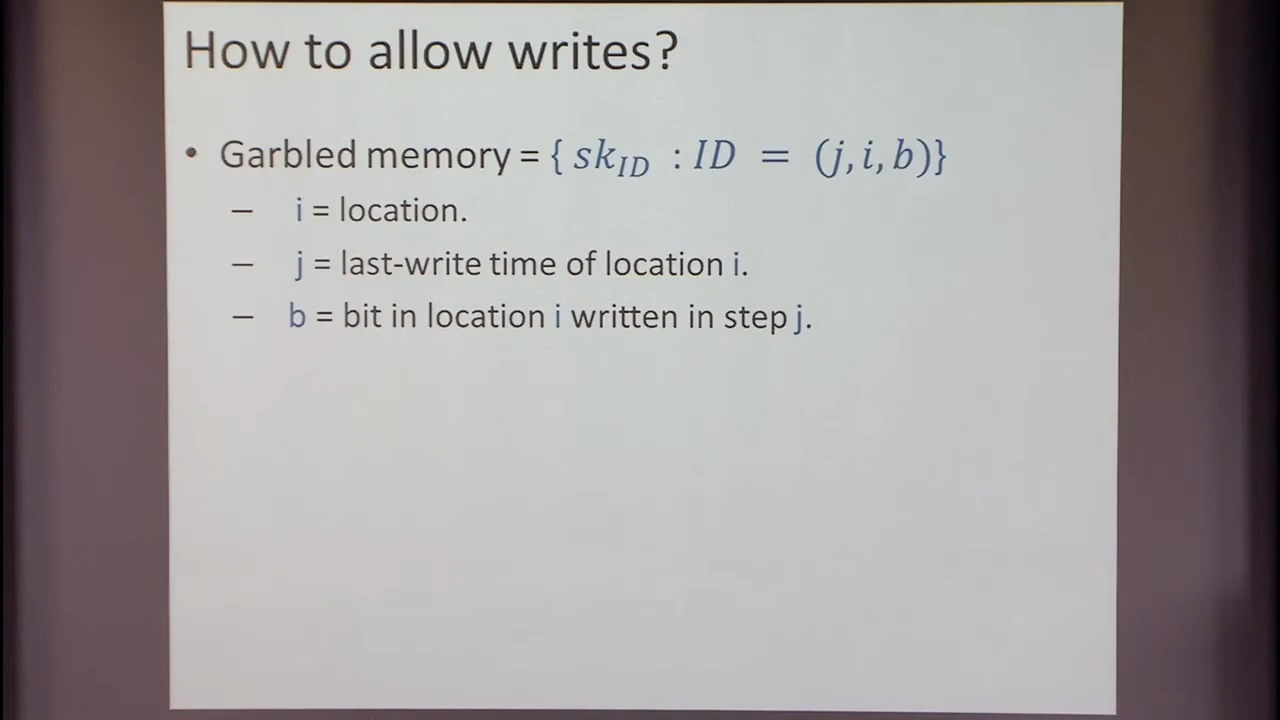 How to allow writes?
• Garbled memory = { sk_ID : ID = (j, i, b)}
– i = location.
– j = last-write time of location i.
– b = bit in location i written in step j.